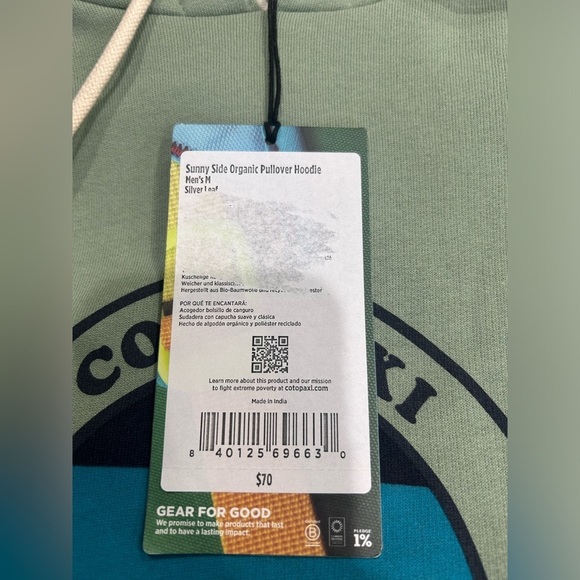 Sunny Side Organic Pullover Hoodie
Men's M
Silver Leaf
Kuschenge
Weicher und
Hergestellt aus Bio-Baumwolle und
POR QUÉ TE ENCANTARÁ:
Acogedor bolsillo de canguro
Sudadera con capucha suave y clásica
Hecho de algodón orgánico y poliéster reciclado
CO
AXI
Learn more about this product and our mission
to fight extreme poverty at cotopaxi.com
Made in India
8 40125 69663 0
$70
GEAR FOR GOOD
We promise to make products that last
and to have a lasting impact.
B
PLEDGE
1%